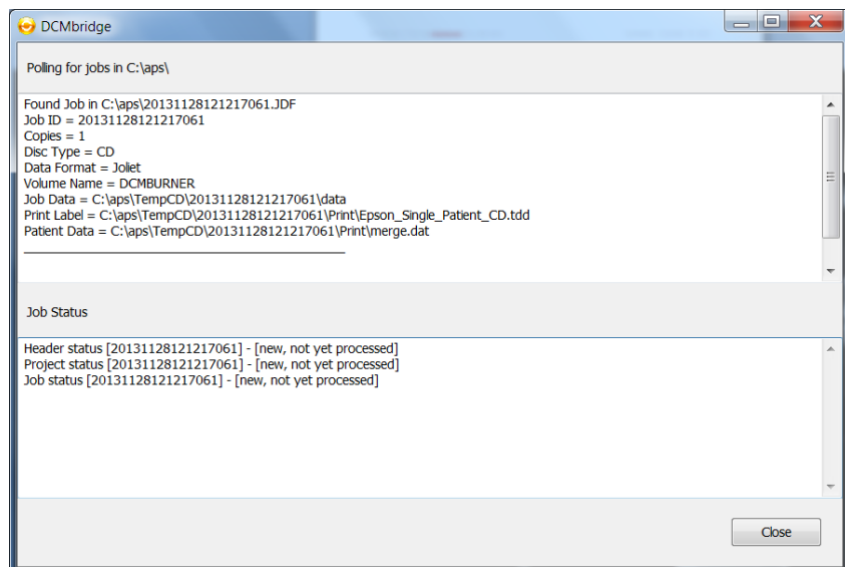 DCMbridge
Polling for jobs in C:\aps\
Found Job in C:\aps\20131128121217061.JDF
Job ID = 20131128121217061
Copies = 1
Disc Type = CD
Data Format = Joliet
Volume Name = DCMBURNER
Job Data = C:\aps\TempCD\20131128121217061\data
Print Label = C:\aps\TempCD\20131128121217061\Print\Epson_Single_Patient_CD.tdd
Patient Data = C:\aps\TempCD\20131128121217061\Print\merge.dat
Job Status
Header status [20131128121217061] - [new, not yet processed]
Project status [20131128121217061] - [new, not yet processed]
Job status [20131128121217061] - [new, not yet processed]
Close